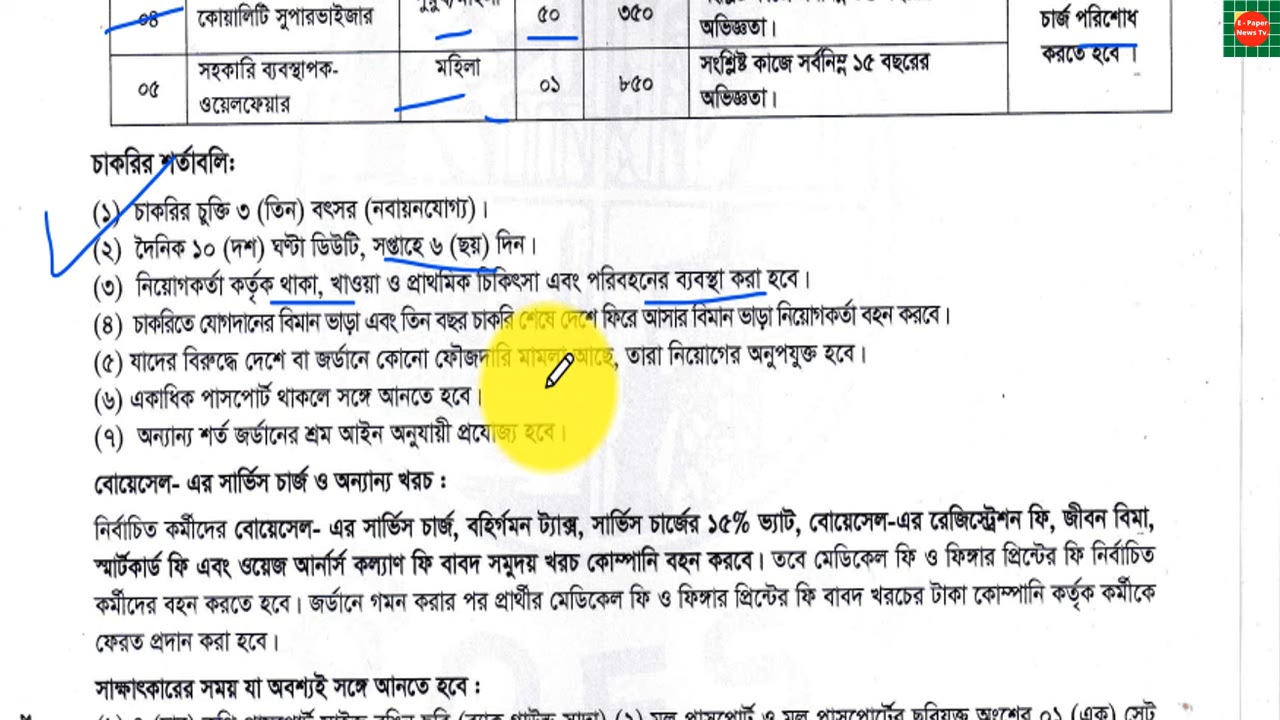 ০৪ কোয়ালিটি সুপারভাইজার ৫০ ৩৫০ অভিজ্ঞতা। চার্জ পরিশোধ
করতে হবে।
০৫ সহকারি ব্যবস্থাপক- মহিলা ০১ ৮৫০ সংশ্লিষ্ট কাজে সর্বনিম্ন ১৫ বছরের
ওয়েলফেয়ার অভিজ্ঞতা।
E - Paper
News Tv.
চাকরির শর্তাবলি:
(১) চাকরির চুক্তি ৩ (তিন) বৎসর (নবায়নযোগ্য)।
(২) দৈনিক ১০ (দশ) ঘণ্টা ডিউটি, সপ্তাহে ৬ (ছয়) দিন।
(৩) নিয়োগকর্তা কর্তৃক থাকা, খাওয়া ও প্রাথমিক চিকিৎসা এবং পরিবহনের ব্যবস্থা করা হবে।
(৪) চাকরিতে যোগদানের বিমান ভাড়া এবং তিন বছর চাকরি শেষে দেশে ফিরে আসার বিমান ভাড়া নিয়োগকর্তা বহন করবে।
(৫) যাদের বিরুদ্ধে দেশে বা জর্ডানে কোনো ফৌজদারি মামলা আছে, তারা নিয়োগের অনুপযুক্ত হবে।
(৬) একাধিক পাসপোর্ট থাকলে সঙ্গে আনতে হবে।
(৭) অন্যান্য শর্ত জর্ডানের শ্রম আইন অনুযায়ী প্রযোজ্য হবে।
বোয়েসেল- এর সার্ভিস চার্জ ও অন্যান্য খরচ :
নির্বাচিত কর্মীদের বোয়েসেল- এর সার্ভিস চার্জ, বহির্গমন ট্যাক্স, সার্ভিস চার্জের ১৫% ভ্যাট, বোয়েসেল-এর রেজিস্ট্রেশন ফি, জীবন বিমা,
স্মার্টকার্ড ফি এবং ওয়েজ আর্নার্স কল্যাণ ফি বাবদ সমুদয় খরচ কোম্পানি বহন করবে। তবে মেডিকেল ফি ও ফিঙ্গার প্রিন্টের ফি নির্বাচিত
কর্মীদের বহন করতে হবে। জর্ডানে গমন করার পর প্রার্থীর মেডিকেল ফি ও ফিঙ্গার প্রিন্টের ফি বাবদ খরচের টাকা কোম্পানি কর্তৃক কর্মীকে
ফেরত প্রদান করা হবে।
সাক্ষাৎকারের সময় যা অবশ্যই সঙ্গে আনতে হবে :